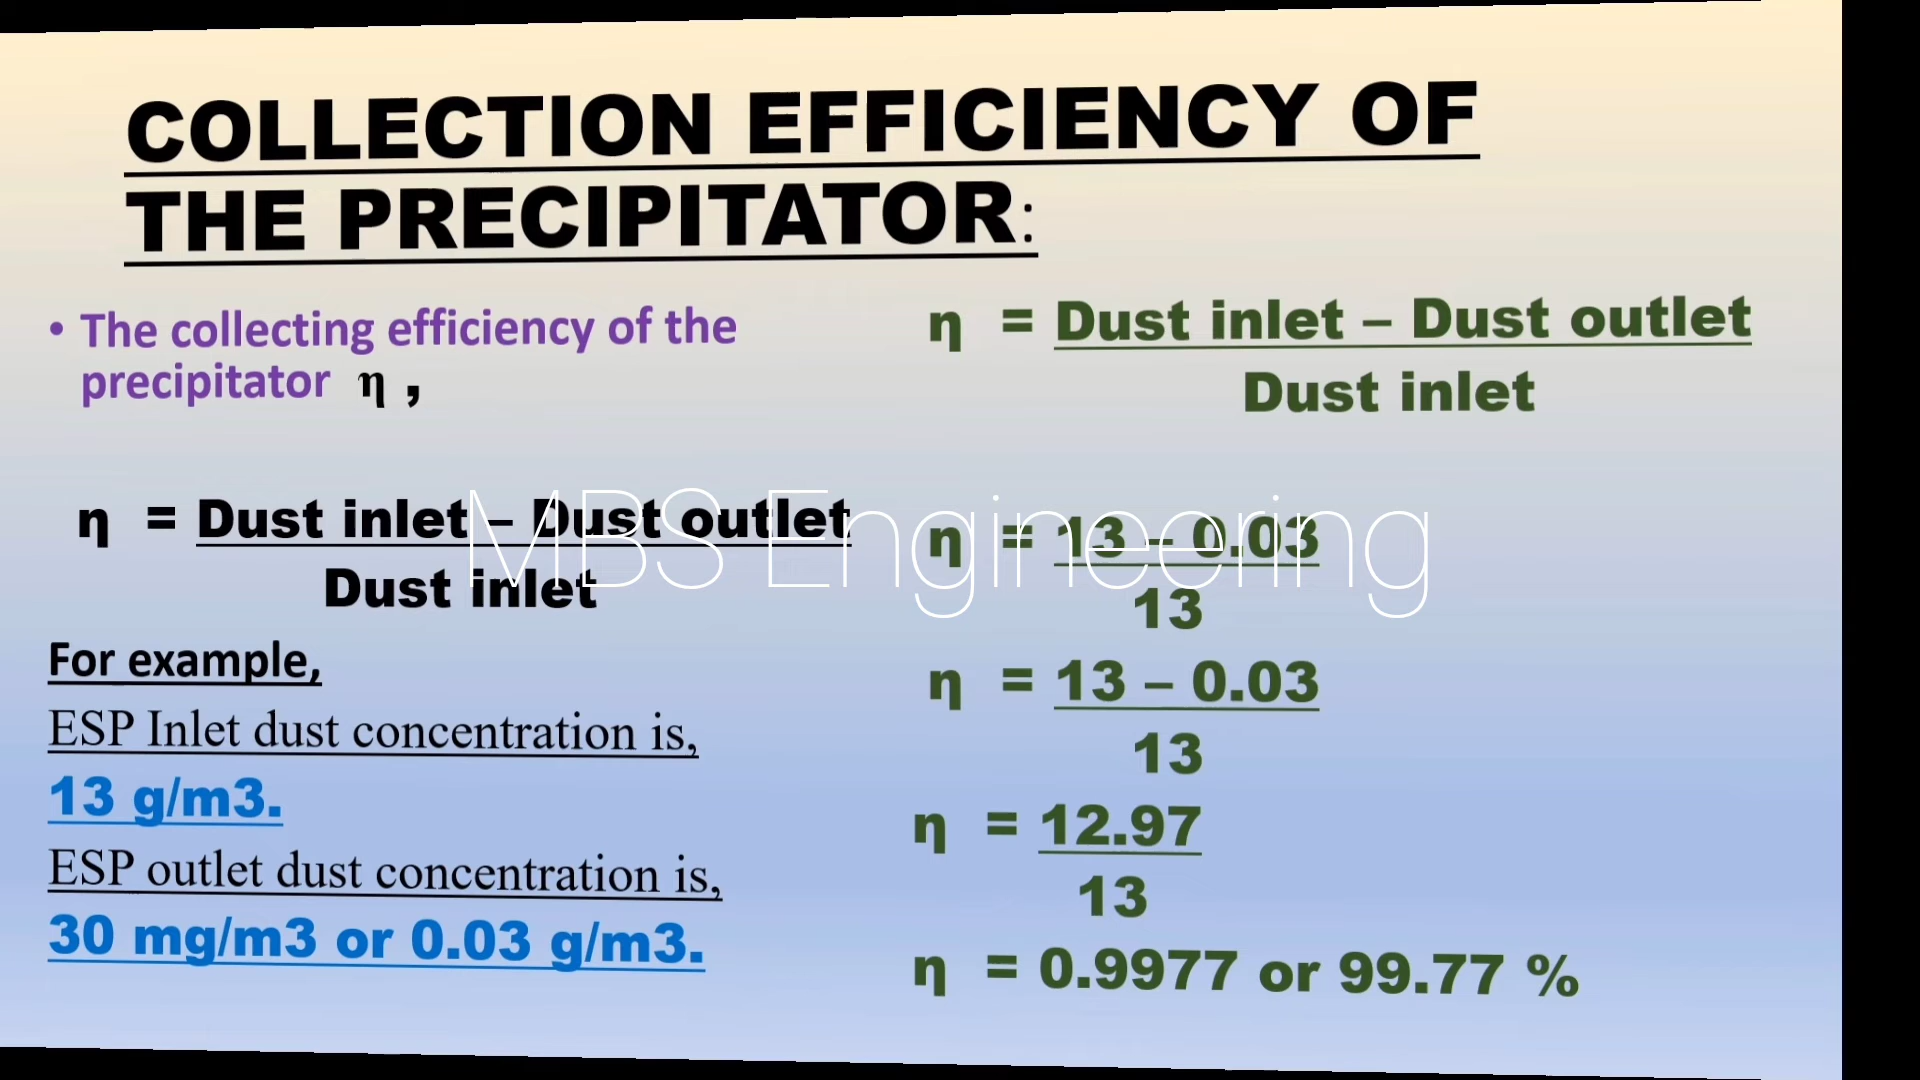 COLLECTION EFFICIENCY OF
THE PRECIPITATOR:
• The collecting efficiency of the
precipitator η ,
η = Dust inlet – Dust outlet
Dust inlet
For example,
ESP Inlet dust concentration is,
13 g/m3.
ESP outlet dust concentration is,
30 mg/m3 or 0.03 g/m3.
η = Dust inlet – Dust outlet
Dust inlet
η = 13 – 0.03
13
η = 13 – 0.03
13
η = 12.97
13
η = 0.9977 or 99.77 %
MBS Engineering